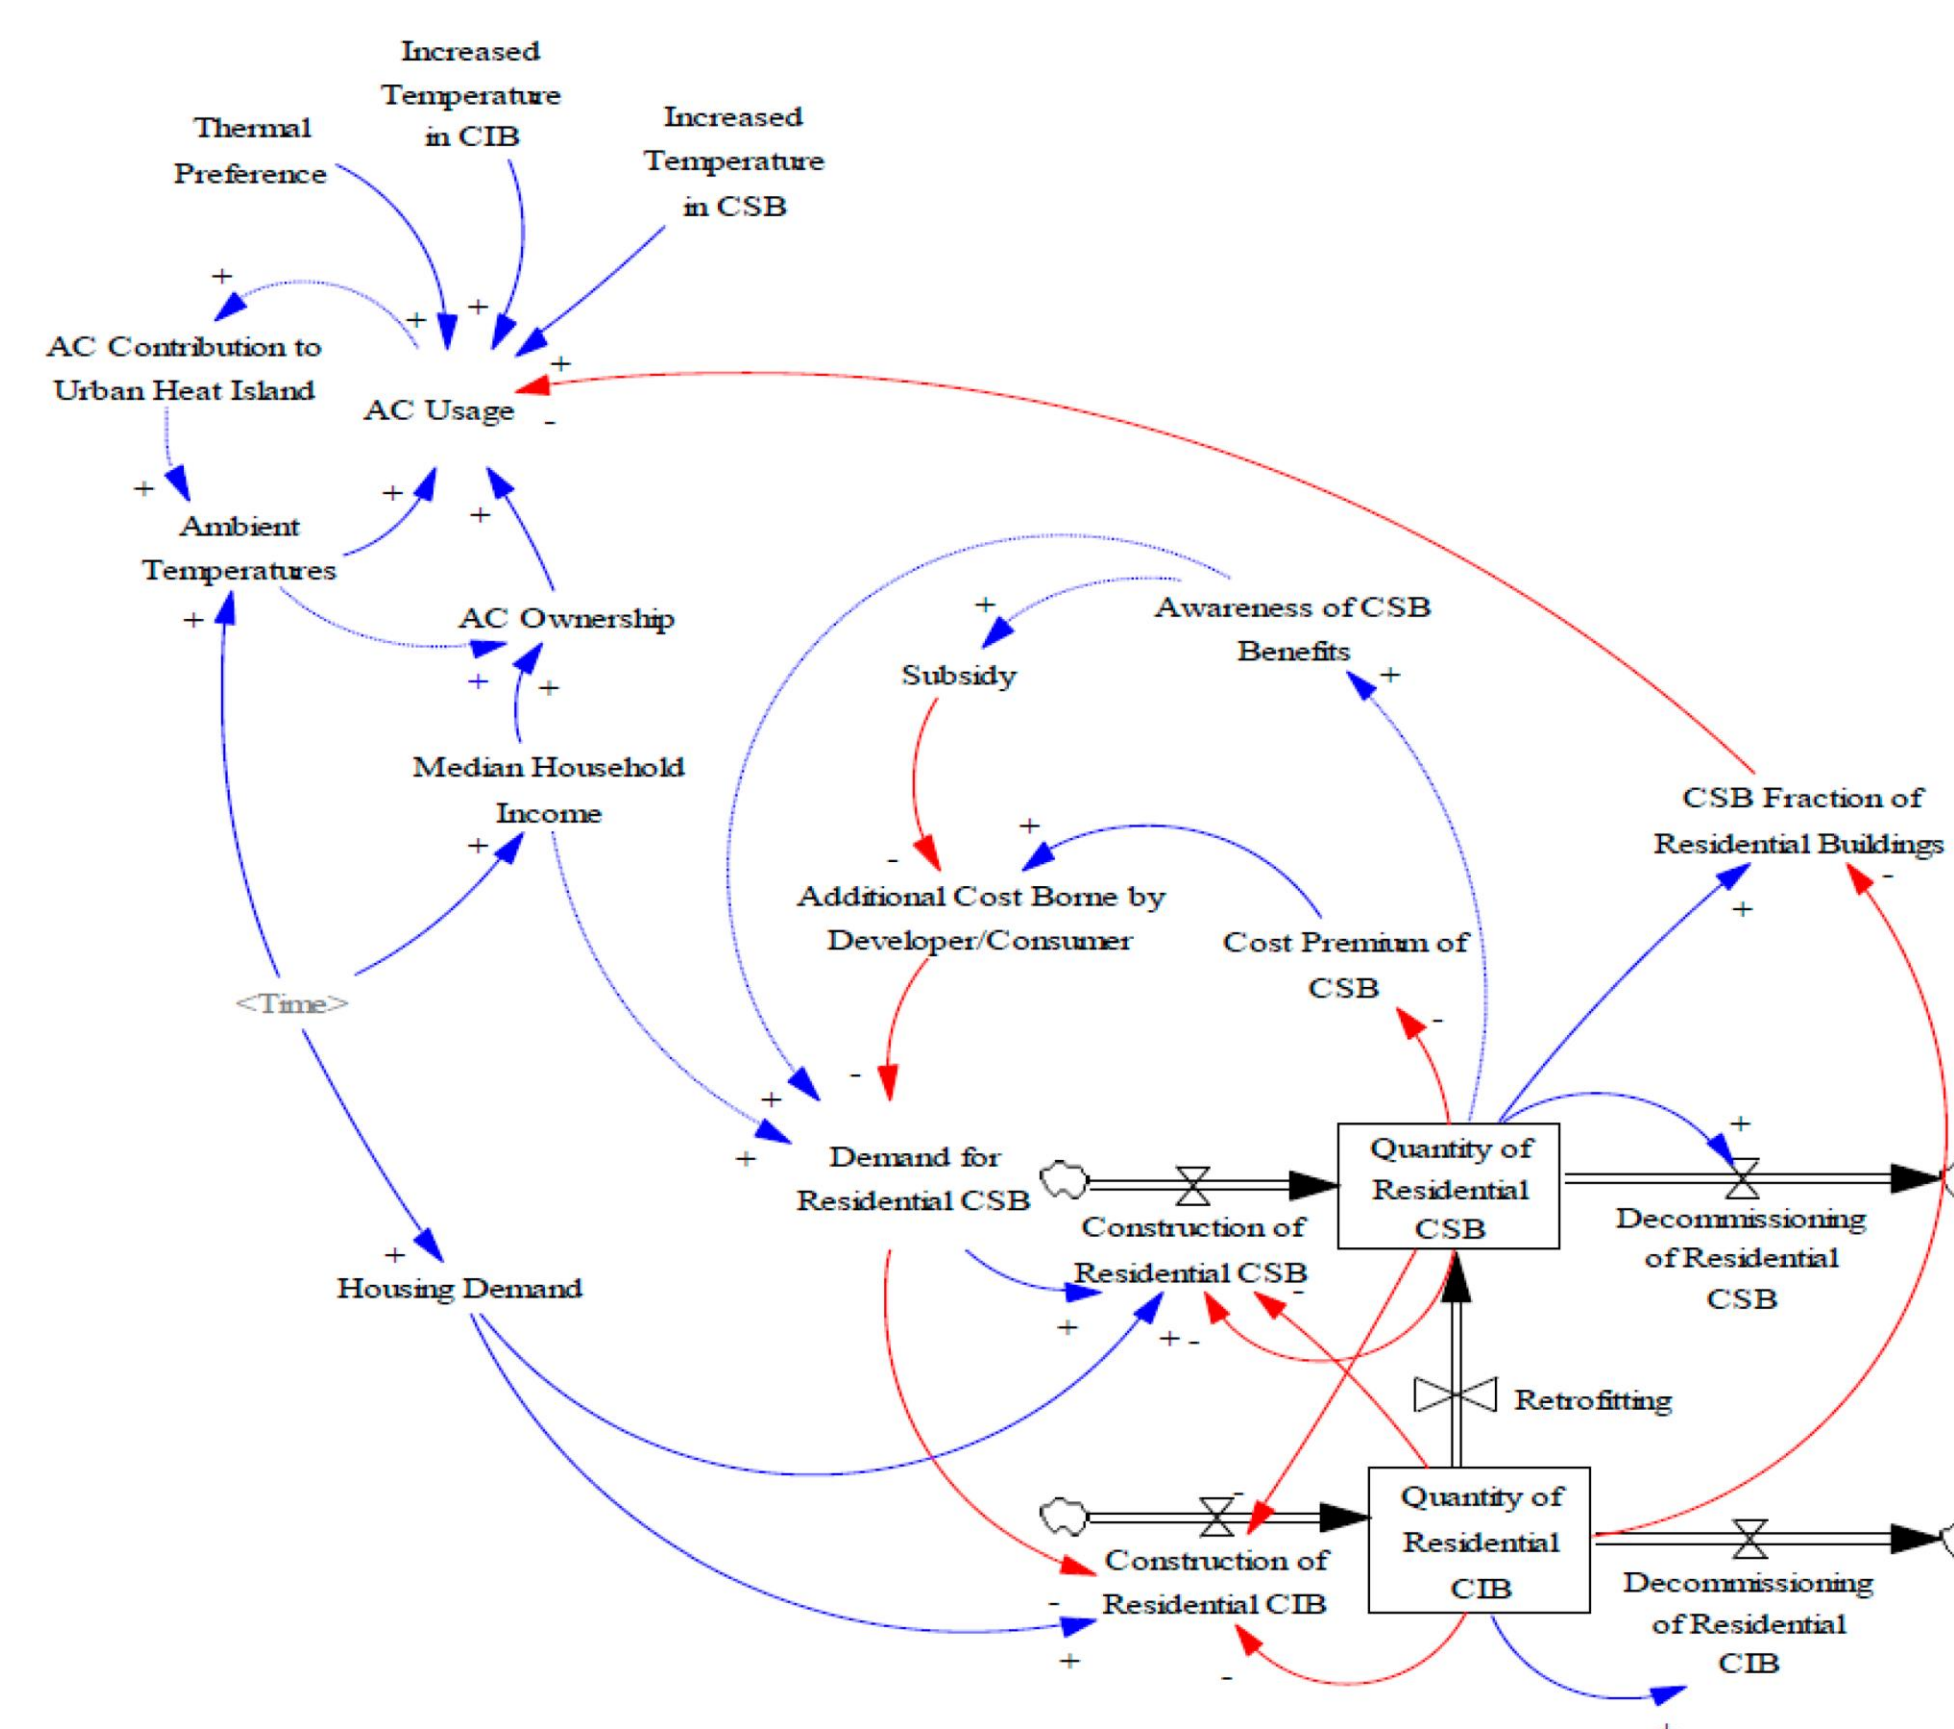 Increased
Temperature
in CIB
Thermal
Preference
Increased
Temperature
in CSB
+
+
+
+
AC Contribution to
Urban Heat Island
AC Usage
-
+
+
+
Ambient
Temperatures
+
AC Ownership
+
+
Awareness of CSB
Benefits
+
+
Subsidy
Median Household
Income
+
CSB Fraction of
Residential Buildings
-
+
+
-
Additional Cost Borne by
Developer/Consumer
Cost Premium of
CSB
-
<Time>
-
+
+
Demand for
Residential CSB
Quantity of
Residential
CSB
+
Construction of
Residential CSB
-
Decommissioning
of Residential
CSB
+
Housing Demand
+
+ -
Retrofitting
-
Quantity of
Residential
CIB
Construction of
Residential CIB
-
+
-
Decommissioning
of Residential
CIB